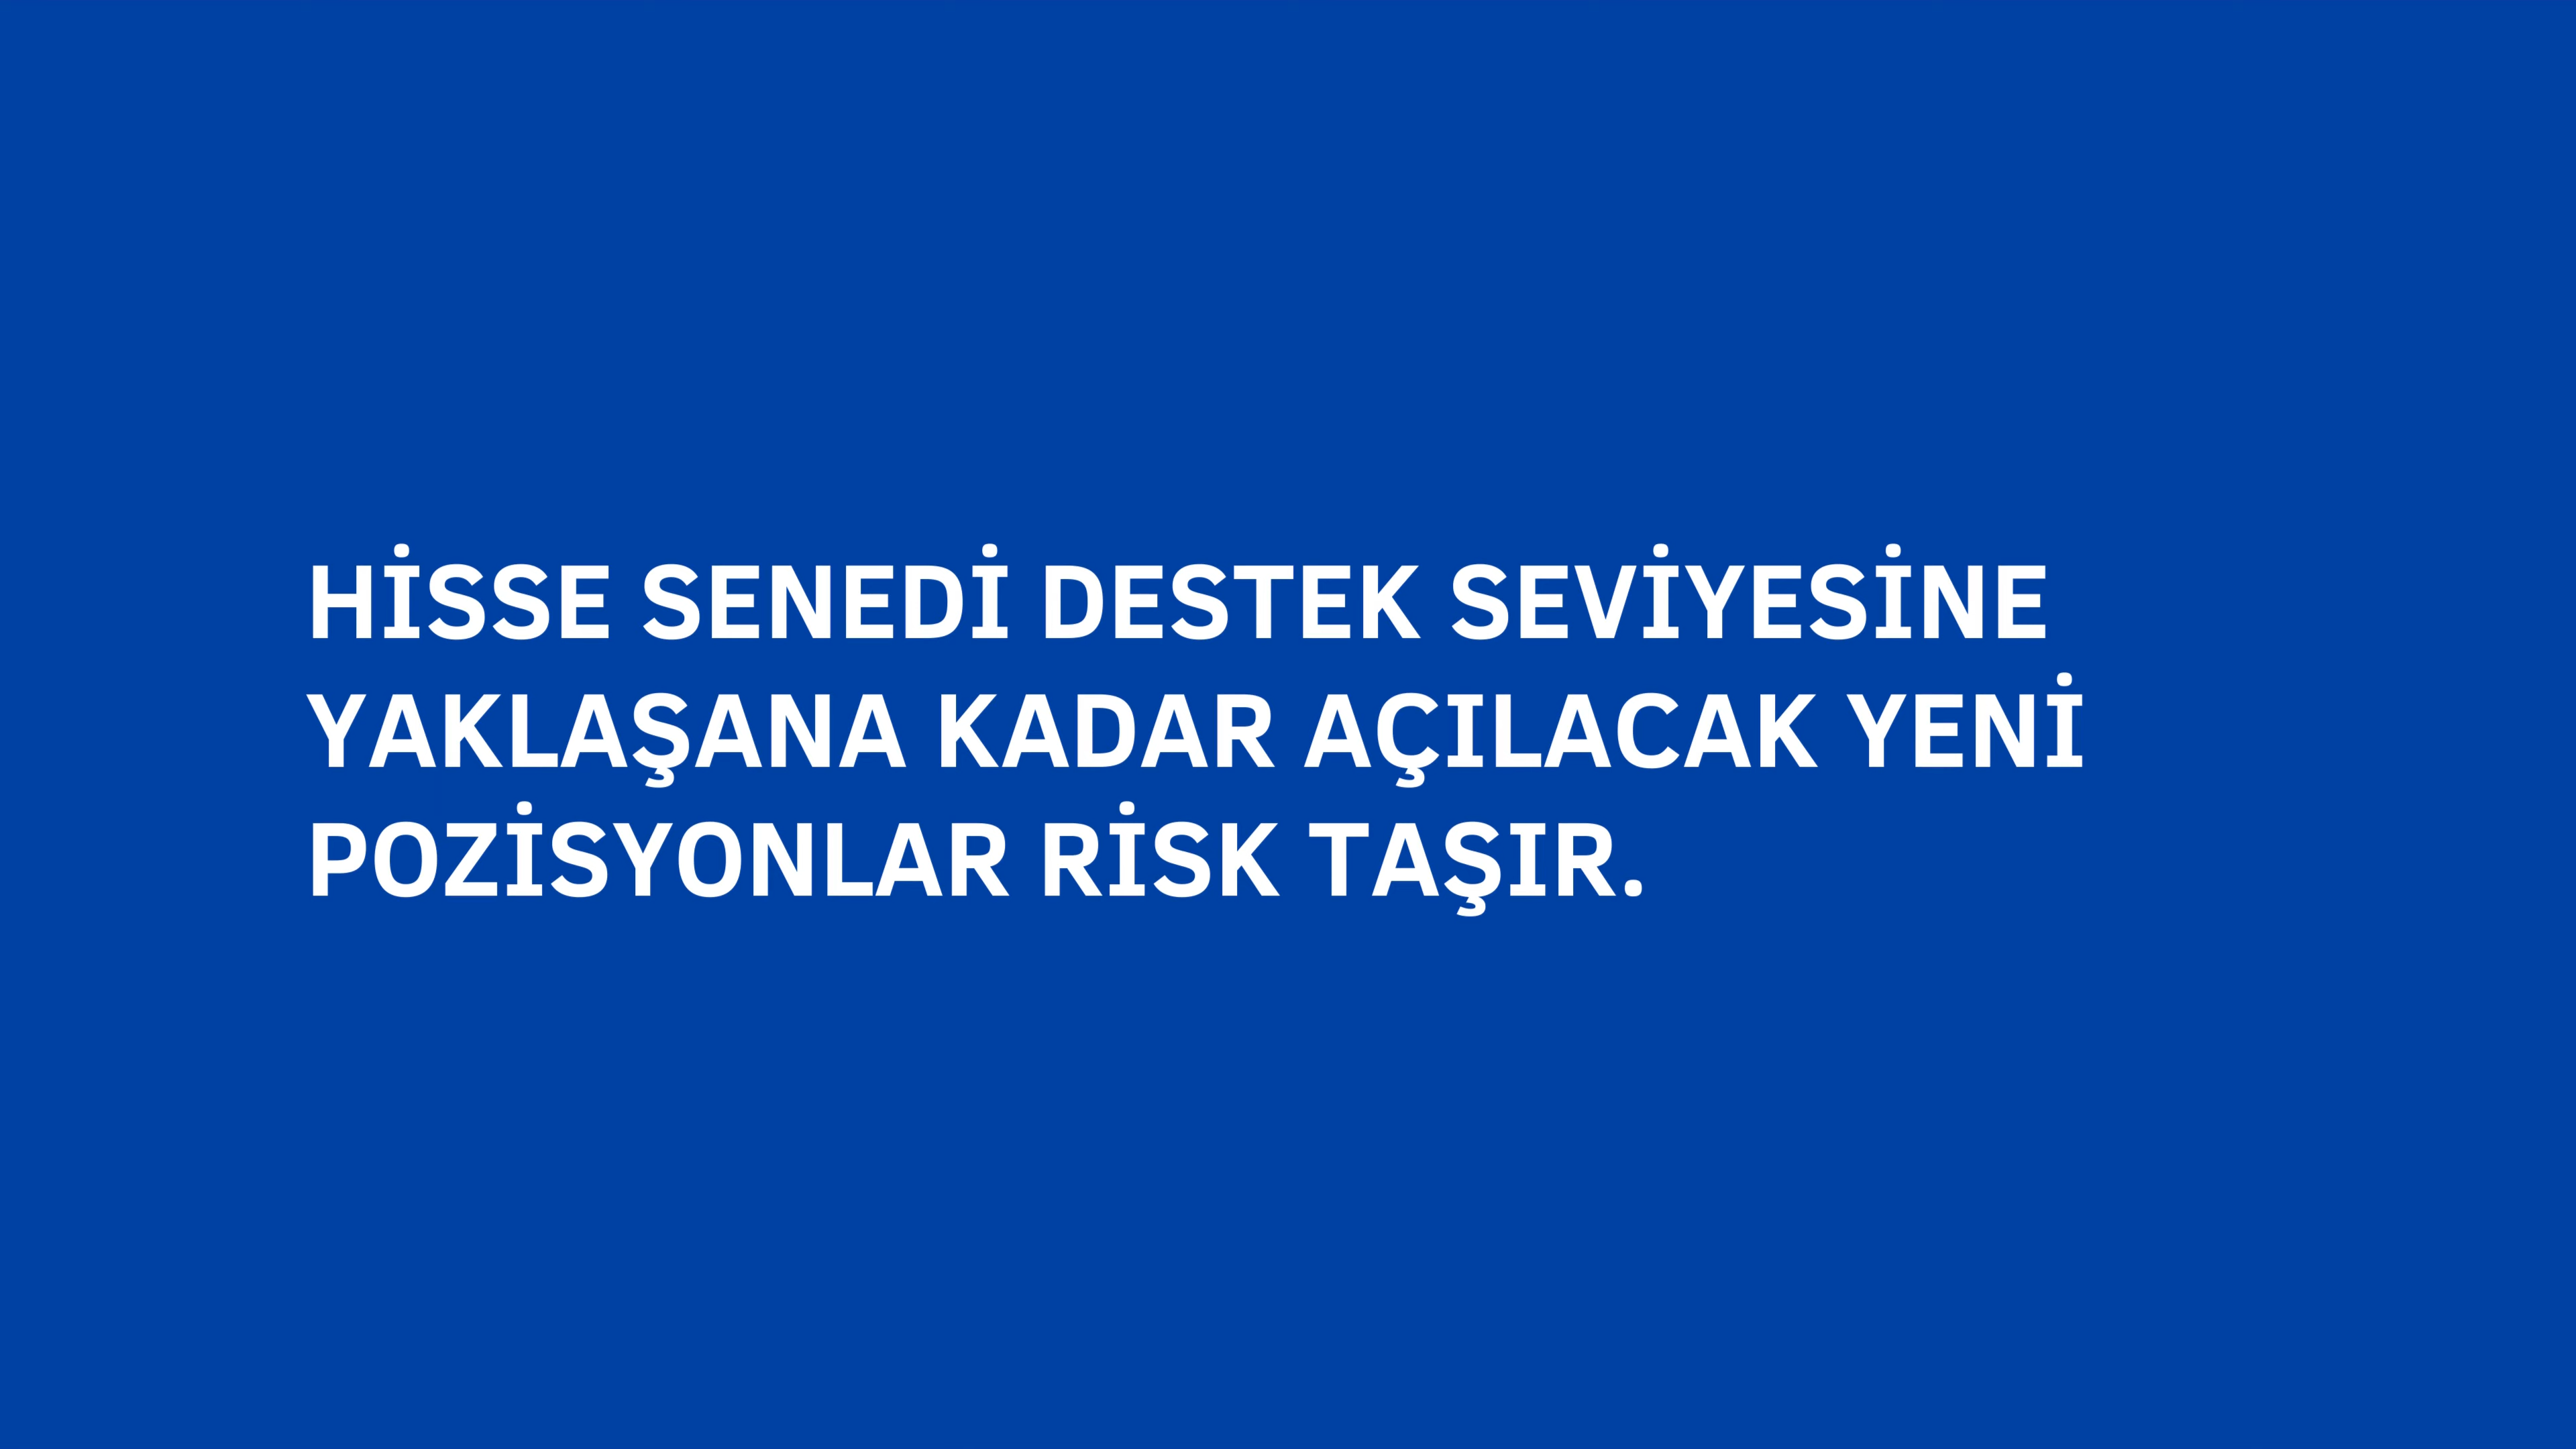 HİSSE SENEDİ DESTEK SEVİYESİNE
YAKLAŞANA KADAR AÇILACAK YENİ
POZİSYONLAR RİSK TAŞIR.